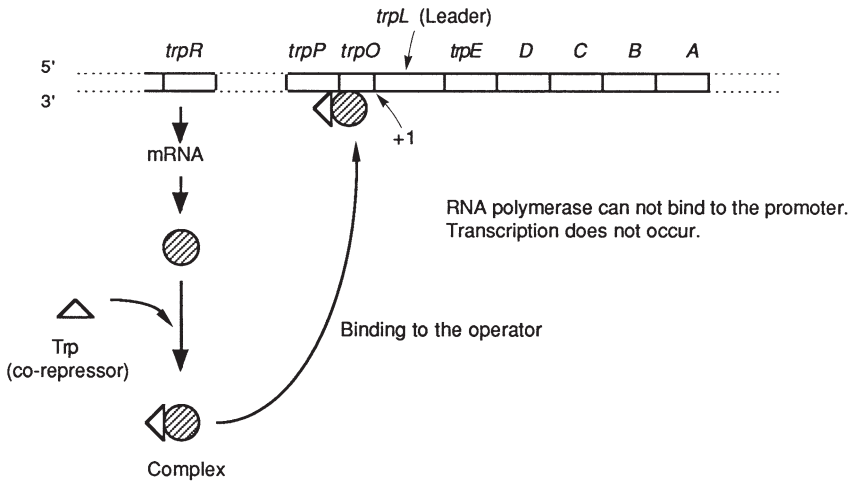 trpL (Leader)
trpR trpP trpO trpE D C B A
5'
3'
+1
mRNA
RNA polymerase can not bind to the promoter.
Transcription does not occur.
Binding to the operator
Trp
(co-repressor)
Complex